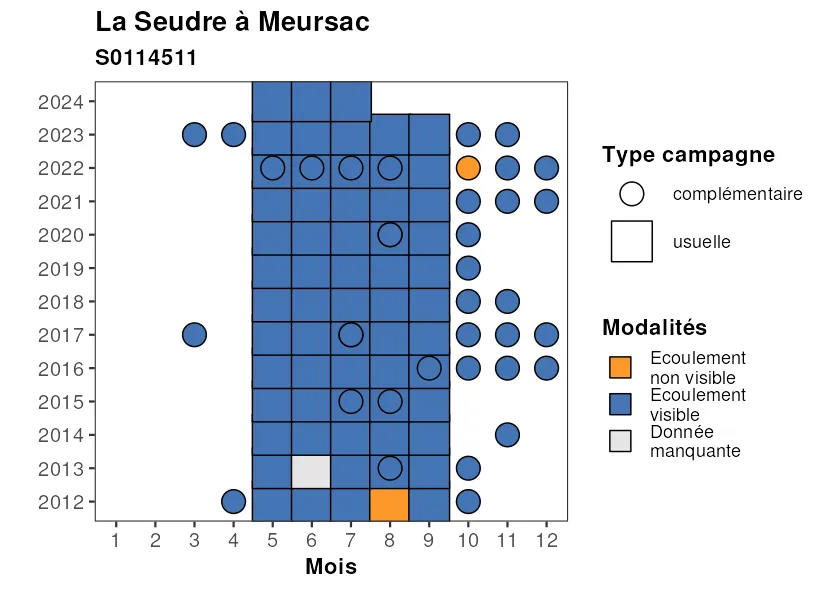 La Seudre à Meursac
S0114511
2024
2023
2022
2021
2020
2019
2018
2017
2016
2015
2014
2013
2012
1 2 3 4 5 6 7 8 9 10 11 12
Mois
Type campagne
complémentaire
usuelle
Modalités
Ecoulement
non visible
Ecoulement
visible
Donnée
manquante